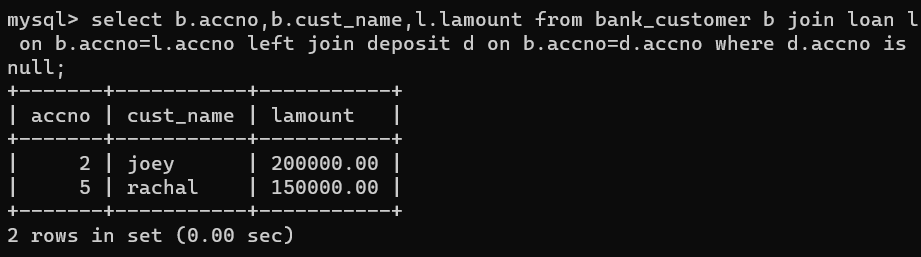 mysql> select b.accno,b.cust_name,l.lamount from bank_customer b join loan l
 on b.accno=l.accno left join deposit d on b.accno=d.accno where d.accno is
null;
+-------+-----------+-----------+
| accno | cust_name | lamount   |
+-------+-----------+-----------+
|     2 | joey      | 200000.00 |
|     5 | rachal    | 150000.00 |
+-------+-----------+-----------+
2 rows in set (0.00 sec)